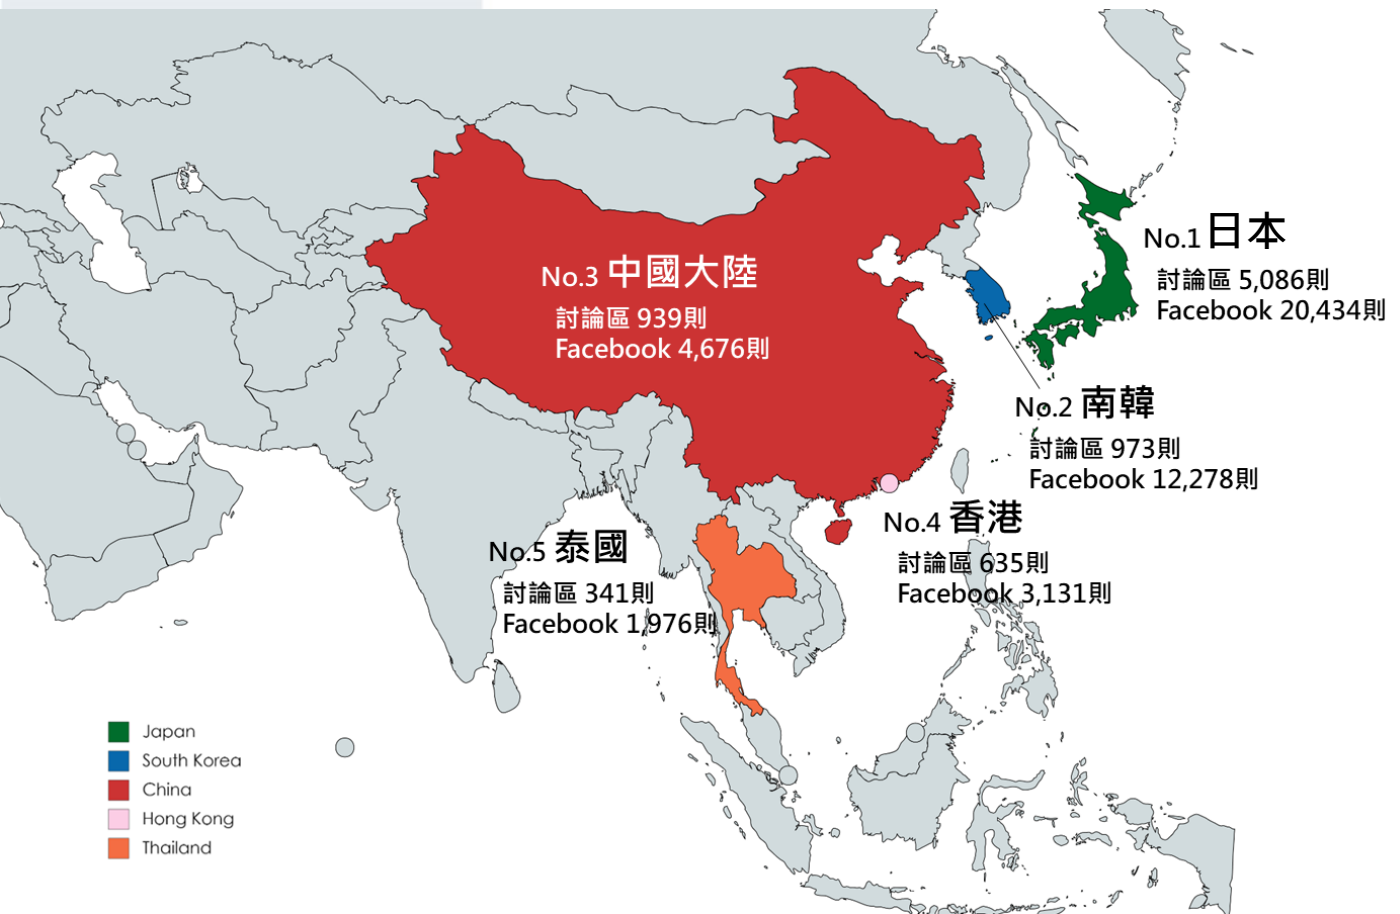 No.1 日本
討論區 5,086則
Facebook 20,434則
No.3 中國大陸
討論區 939則
Facebook 4,676則
No.2 南韓
討論區 973則
Facebook 12,278則
No.4 香港
討論區 635則
Facebook 3,131則
No.5 泰國
討論區 341則
Facebook 1,976則
Japan
South Korea
China
Hong Kong
Thailand